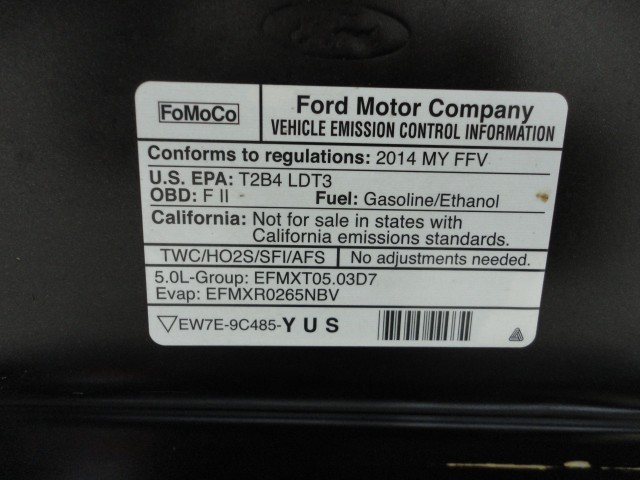 FoMoCo
Ford Motor Company
VEHICLE EMISSION CONTROL INFORMATION
Conforms to regulations: 2014 MY FFV
U.S. EPA: T2B4 LDT3
OBD: F II Fuel: Gasoline/Ethanol
California: Not for sale in states with
California emissions standards.
TWC/HO2S/SFI/AFS No adjustments needed.
5.0L-Group: EFMXT05.03D7
Evap: EFMXR0265NBV
EW7E-9C485-YUS